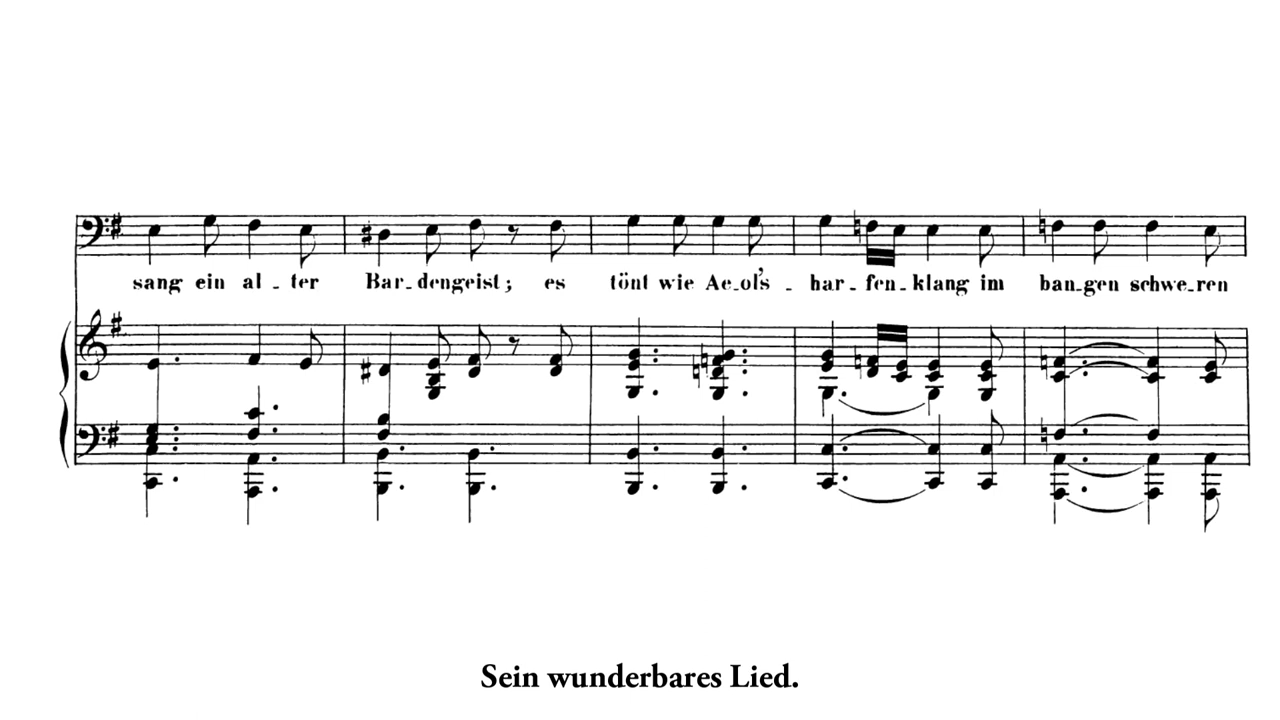 sang ein al - ter Bar - dengeist; es tönt wie Ae - ol's - har - fen - klang im ban - gen schwe - ren
Sein wunderbares Lied.